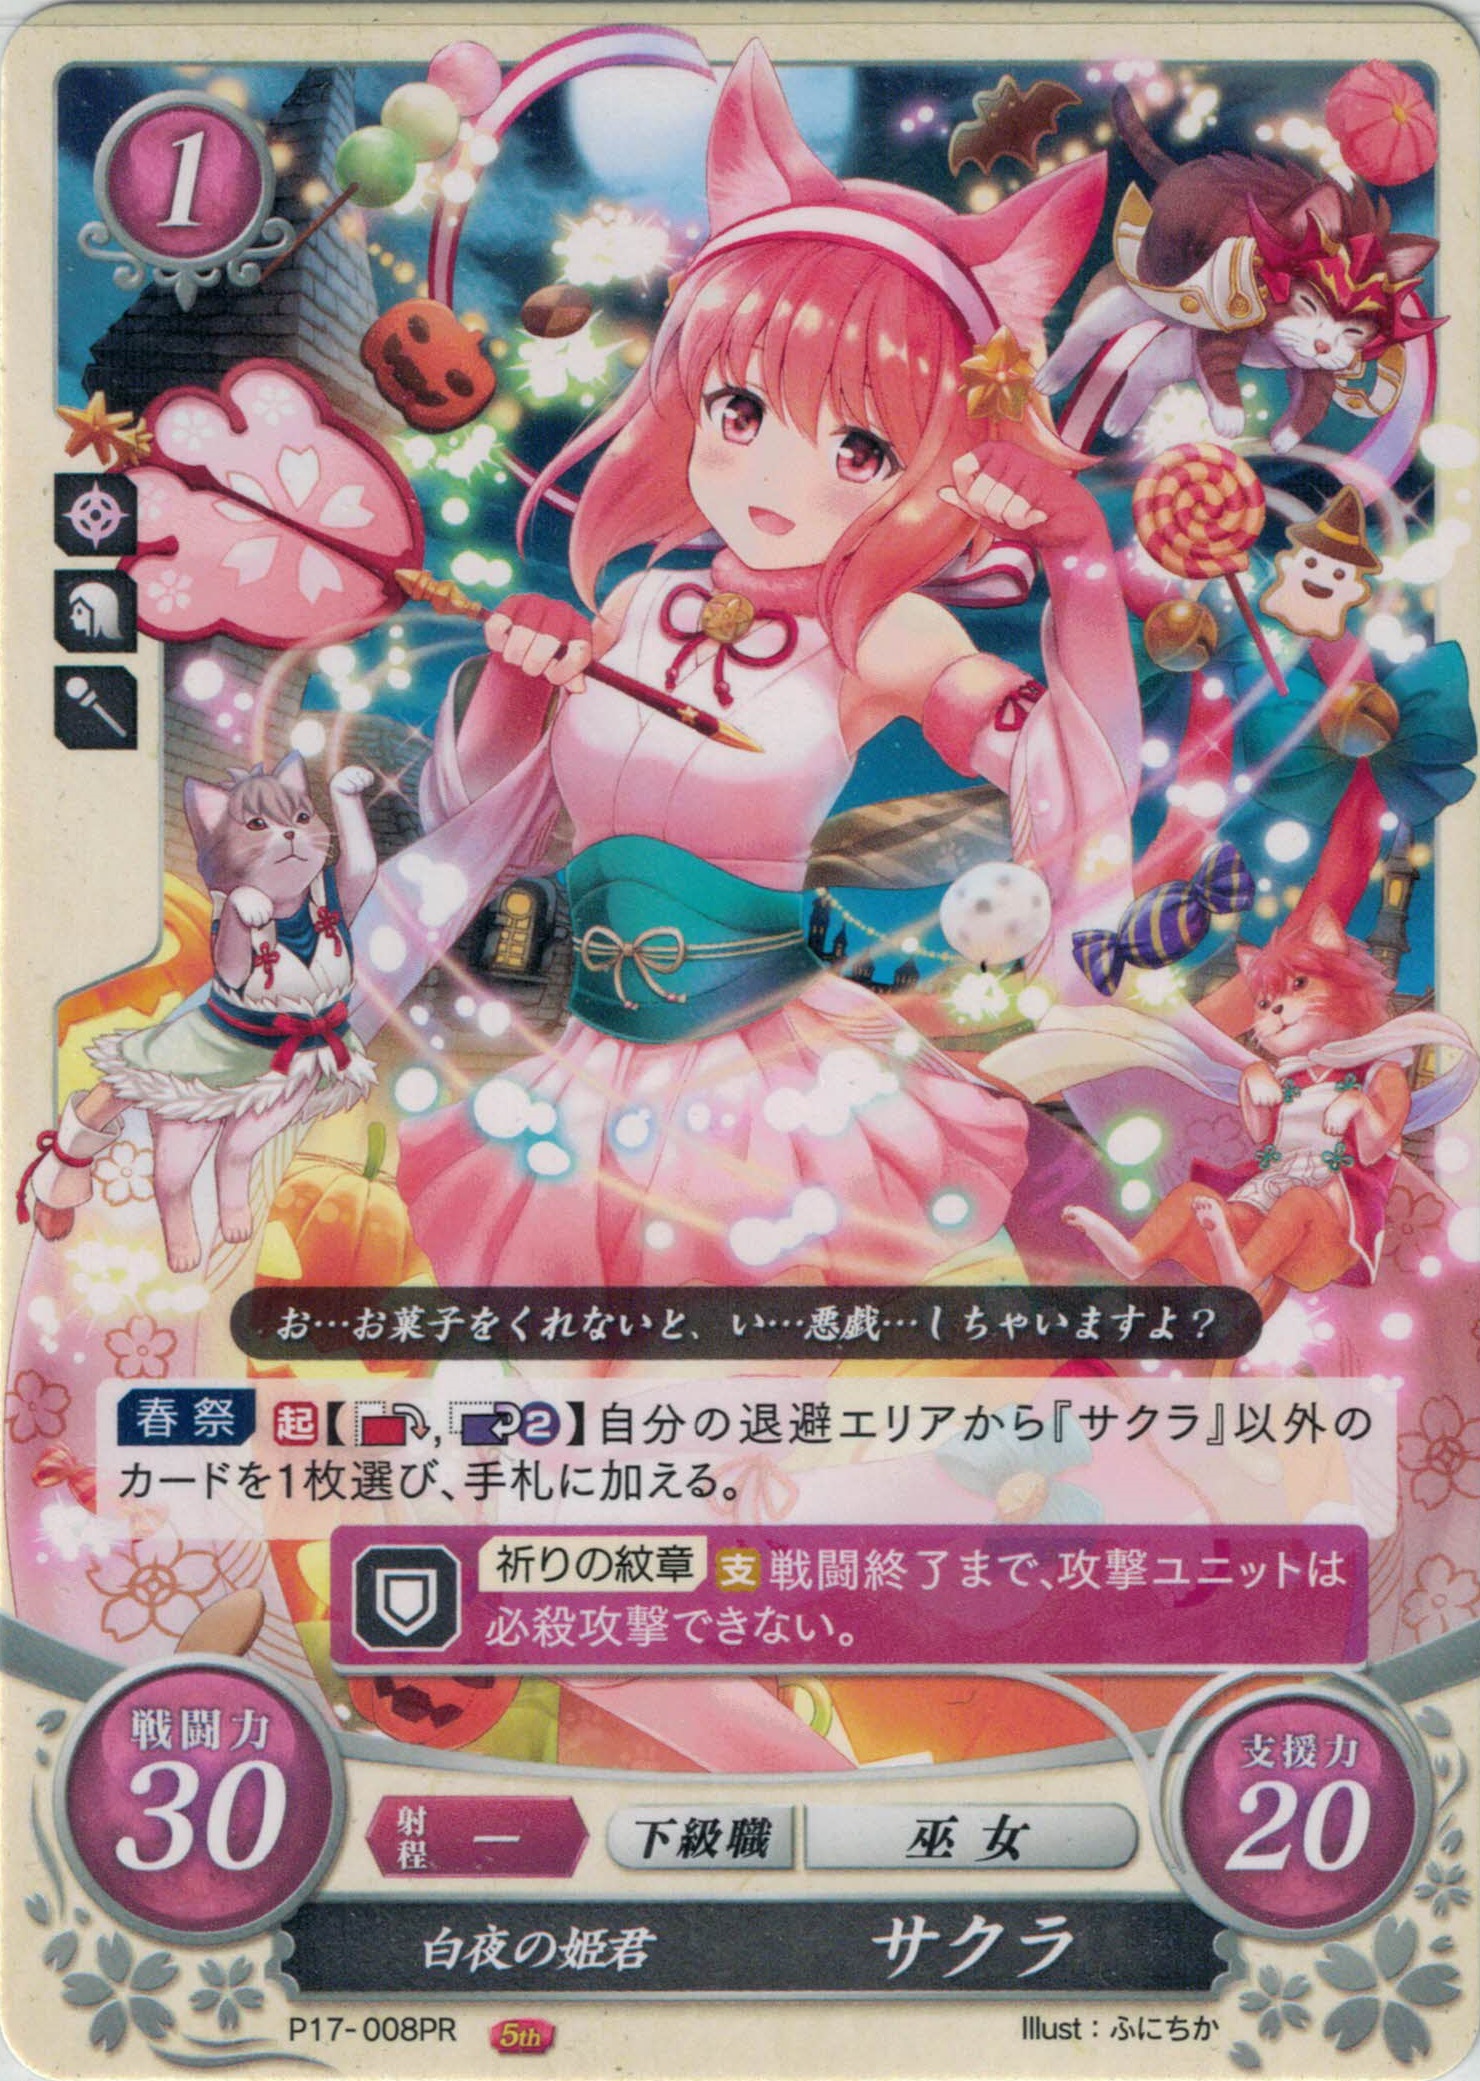 1
お…お菓子をくれないと、い…悪戯…しちゃいますよ？
春祭 起【 , 2】自分の退避エリアから『サクラ』以外の
カードを1枚選び、手札に加える。
祈りの紋章 支 戦闘終了まで、攻撃ユニットは
必殺攻撃できない。
戦闘力
30
射程 —
下級職
巫女
支援力
20
白夜の姫君
サクラ
P17-008PR
5th
Illust：ふにちか